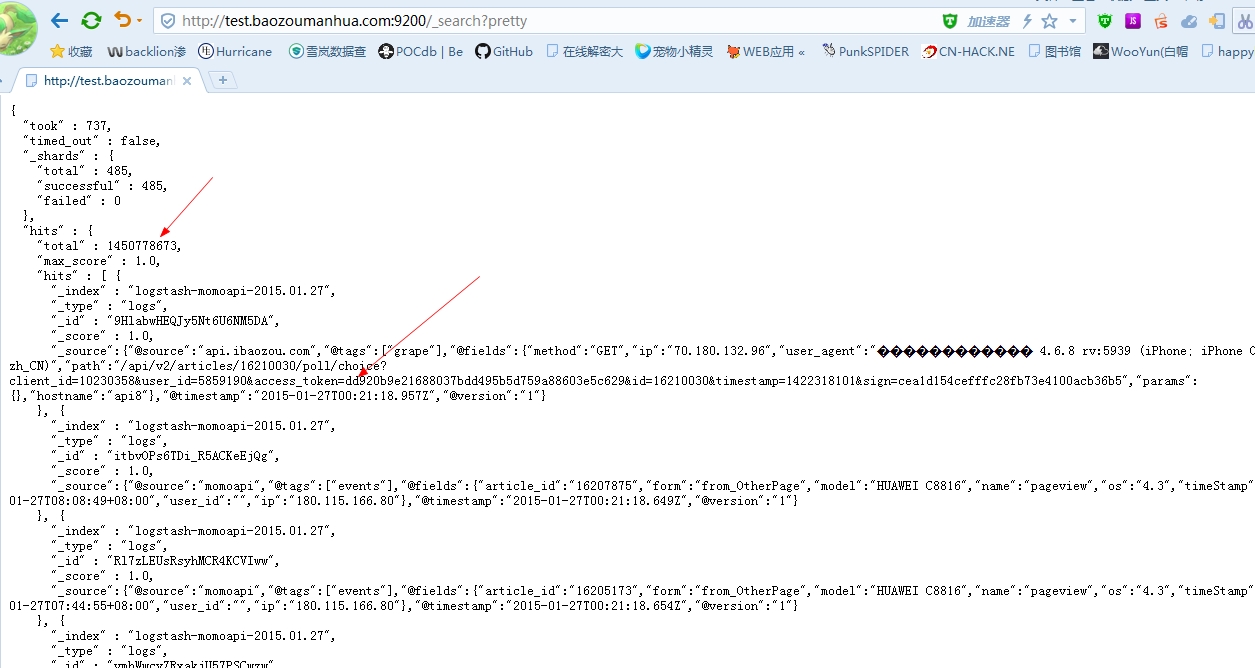 http://test.baozoumanhua.com:9200/_search?pretty
加速器
收藏 backlion渗 Hurricane 雪岚数据查 POCdb | Be GitHub 在线解密大 宠物小精灵 WEB应用 « PunkSPIDER CN-HACK.NE 图书馆 WooYun(白帽 happy
http://test.baozouman
{
"took" : 737,
"timed_out" : false,
"_shards" : {
"total" : 485,
"successful" : 485,
"failed" : 0
},
"hits" : {
"total" : 1450778673,
"max_score" : 1.0,
"hits" : [ {
"_index" : "logstash-momoapi-2015.01.27",
"_type" : "logs",
"_id" : "9HlabwHEQJy5Nt6U6NM5DA",
"_score" : 1.0,
"_source":{"@source":"api.ibaozou.com","@tags":["grape"],"@fields":{"method":"GET","ip":"70.180.132.96","user_agent":"�������������� 4.6.8 rv:5939 (iPhone; iPhone O
zh_CN)","path":"/api/v2/articles/16210030/poll/choice?
client_id=10230358&user_id=5859190&access_token=dd920b9e21688037bdd495b5d759a88603e5c629&id=16210030&timestamp=1422318101&sign=cea1d154cefffc28fb73e4100acb36b5","params":
{},"hostname":"api8"},"@timestamp":"2015-01-27T00:21:18.957Z","@version":"1"}
}, {
"_index" : "logstash-momoapi-2015.01.27",
"_type" : "logs",
"_id" : "itbvOPs6TDi_R5ACKeEjQg",
"_score" : 1.0,
"_source":{"@source":"momoapi","@tags":["events"],"@fields":{"article_id":"16207875","form":"from_OtherPage","model":"HUAWEI C8816","name":"pageview","os":"4.3","timeStamp"
01-27T08:08:49+08:00","user_id":"","ip":"180.115.166.80"},"@timestamp":"2015-01-27T00:21:18.649Z","@version":"1"}
}, {
"_index" : "logstash-momoapi-2015.01.27",
"_type" : "logs",
"_id" : "Rl7zLEUsRsyhMCR4KCVIww",
"_score" : 1.0,
"_source":{"@source":"momoapi","@tags":["events"],"@fields":{"article_id":"16205173","form":"from_OtherPage","model":"HUAWEI C8816","name":"pageview","os":"4.3","timeStamp"
01-27T07:44:55+08:00","user_id":"","ip":"180.115.166.80"},"@timestamp":"2015-01-27T00:21:18.654Z","@version":"1"}
}, {
"_index" : "logstash-momoapi-2015.01.27",
"_type" : "logs",
"_id" :